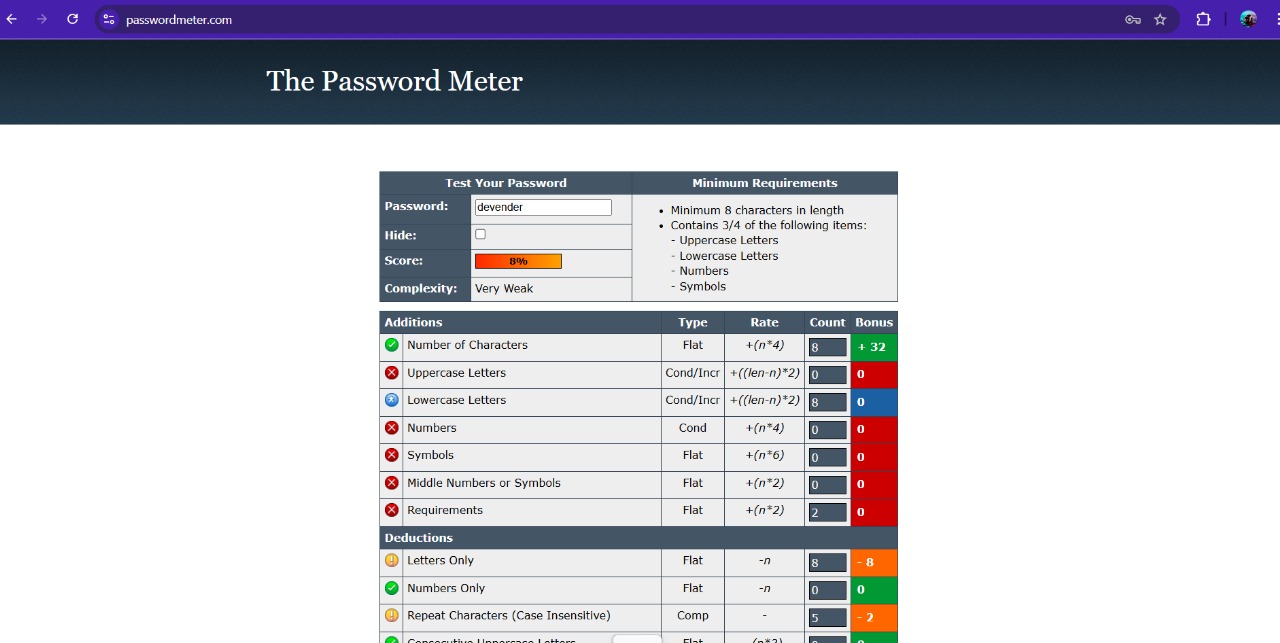 passwordmeter.com
The Password Meter
Test Your Password Minimum Requirements
Password: devender
• Minimum 8 characters in length
• Contains 3/4 of the following items:
Hide:
- Uppercase Letters
- Lowercase Letters
Score: 8%
- Numbers
- Symbols
Complexity: Very Weak
Additions Type Rate Count Bonus
Number of Characters Flat +(n*4) 8 + 32
Uppercase Letters Cond/Incr +((len-n)*2) 0 0
Lowercase Letters Cond/Incr +((len-n)*2) 8 0
Numbers Cond +(n*4) 0 0
Symbols Flat +(n*6) 0 0
Middle Numbers or Symbols Flat +(n*2) 0 0
Requirements Flat +(n*2) 2 0
Deductions
Letters Only Flat -n 8 - 8
Numbers Only Flat -n 0 0
Repeat Characters (Case Insensitive) Comp - 5 - 2
Consecutive Uppercase Letters Flat